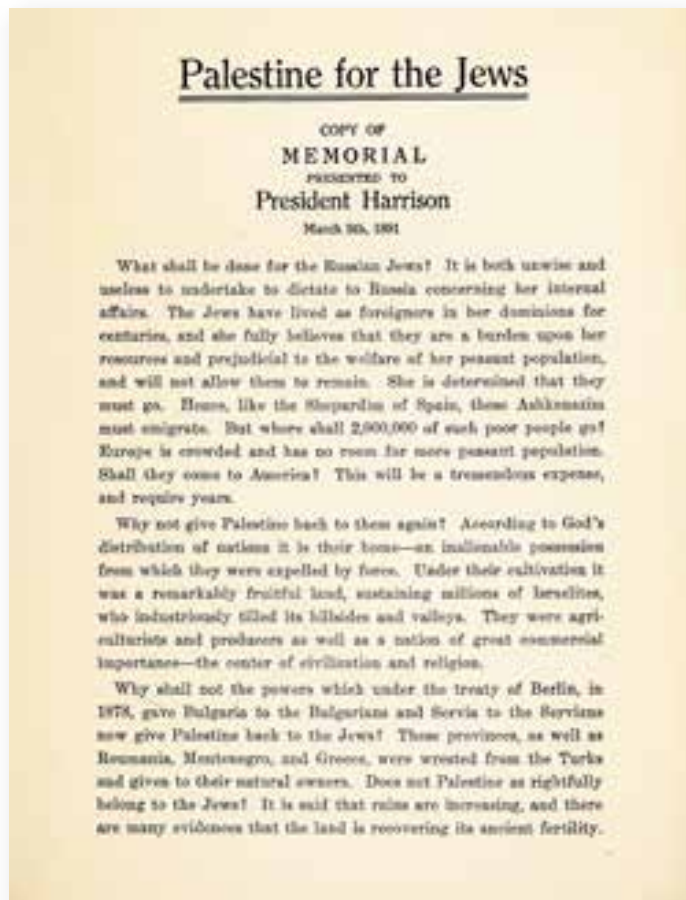 Palestine for the Jews
COPY OF
MEMORIAL
PRESENTED TO
President Harrison
March 5th, 1891
What shall be done for the Russian Jews? It is both unwise and
useless to undertake to dictate to Russia concerning her internal
affairs. The Jews have lived as foreigners in her dominions for
centuries, and she fully believes that they are a burden upon her
resources and prejudicial to the welfare of her peasant population,
and will not allow them to remain. She is determined that they
must go. Hence, like the Shepardim of Spain, these Ashkenazim
must emigrate. But where shall 2,000,000 of such poor people go?
Europe is crowded and has no room for more peasant population.
Shall they come to America? This will be a tremendous expense,
and require years.
Why not give Palestine back to them again? According to God's
distribution of nations it is their home—an inalienable possession
from which they were expelled by force. Under their cultivation it
was a remarkably fruitful land, sustaining millions of Israelites,
who industriously tilled its hillsides and valleys. They were agri-
culturists and producers as well as a nation of great commercial
importance—the center of civilization and religion.
Why shall not the powers which under the treaty of Berlin, in
1878, gave Bulgaria to the Bulgarians and Servia to the Servians
now give Palestine back to the Jews? These provinces, as well as
Roumania, Montenegro, and Greece, were wrested from the Turks
and given to their natural owners. Does not Palestine as rightfully
belong to the Jews? It is said that rains are increasing, and there
are many evidences that the land is recovering its ancient fertility.